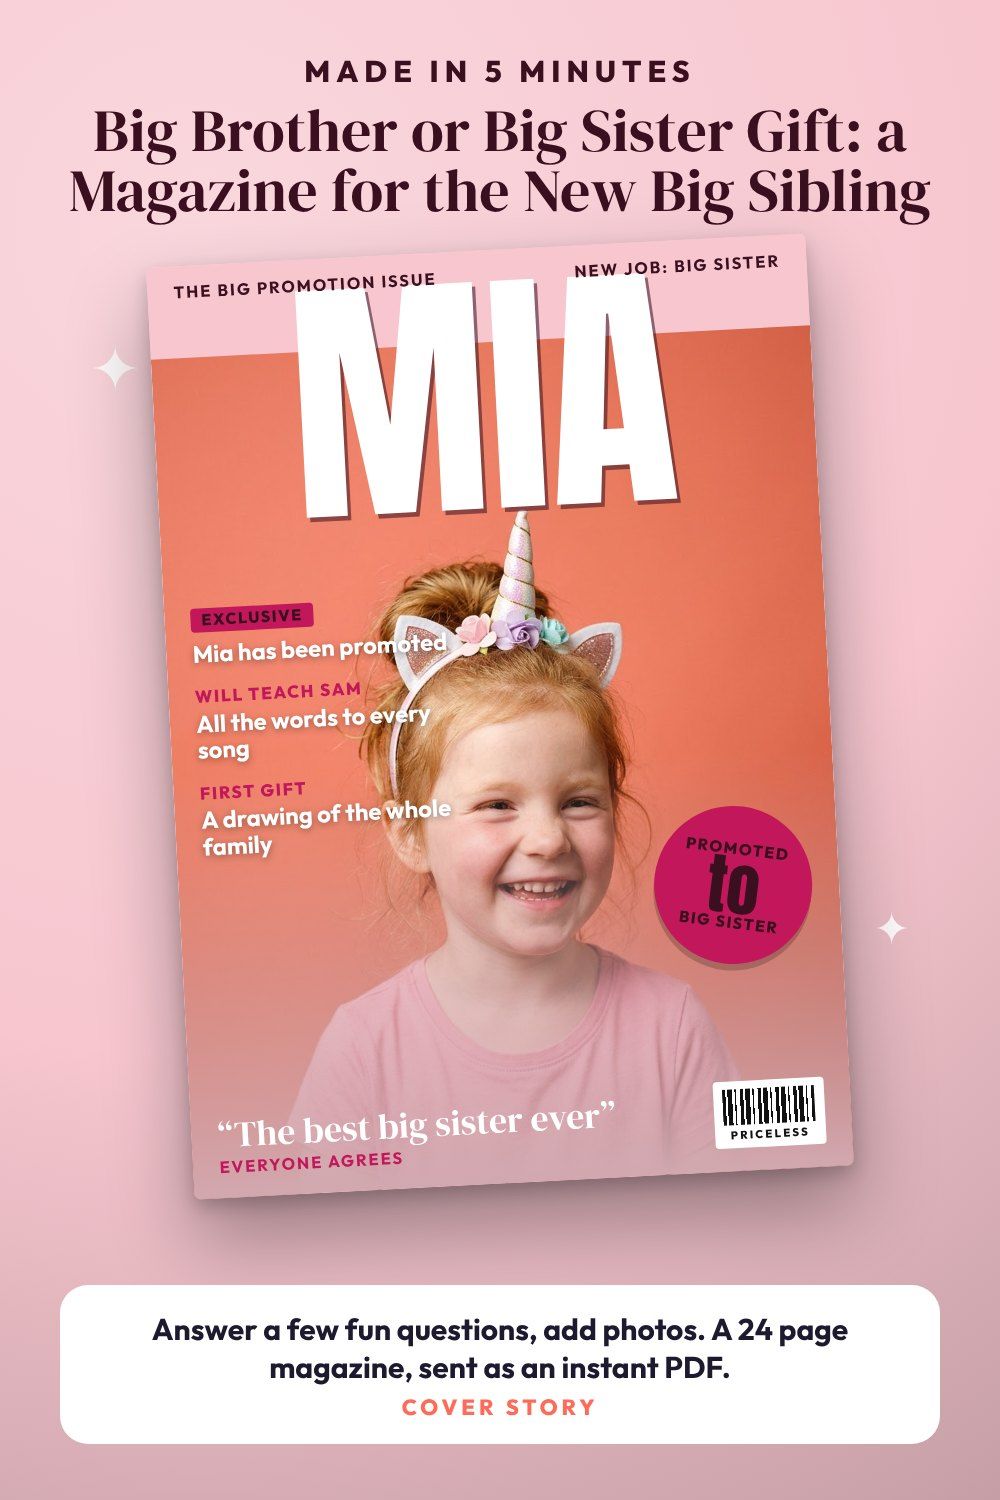 MADE IN 5 MINUTES
Big Brother or Big Sister Gift: a
Magazine for the New Big Sibling
THE BIG PROMOTION ISSUE
NEW JOB: BIG SISTER
MIA
EXCLUSIVE
Mia has been promoted
WILL TEACH SAM
All the words to every
song
FIRST GIFT
A drawing of the whole
family
PROMOTED
to
BIG SISTER
“The best big sister ever”
EVERYONE AGREES
PRICELESS
Answer a few fun questions, add photos. A 24 page
magazine, sent as an instant PDF.
COVER STORY